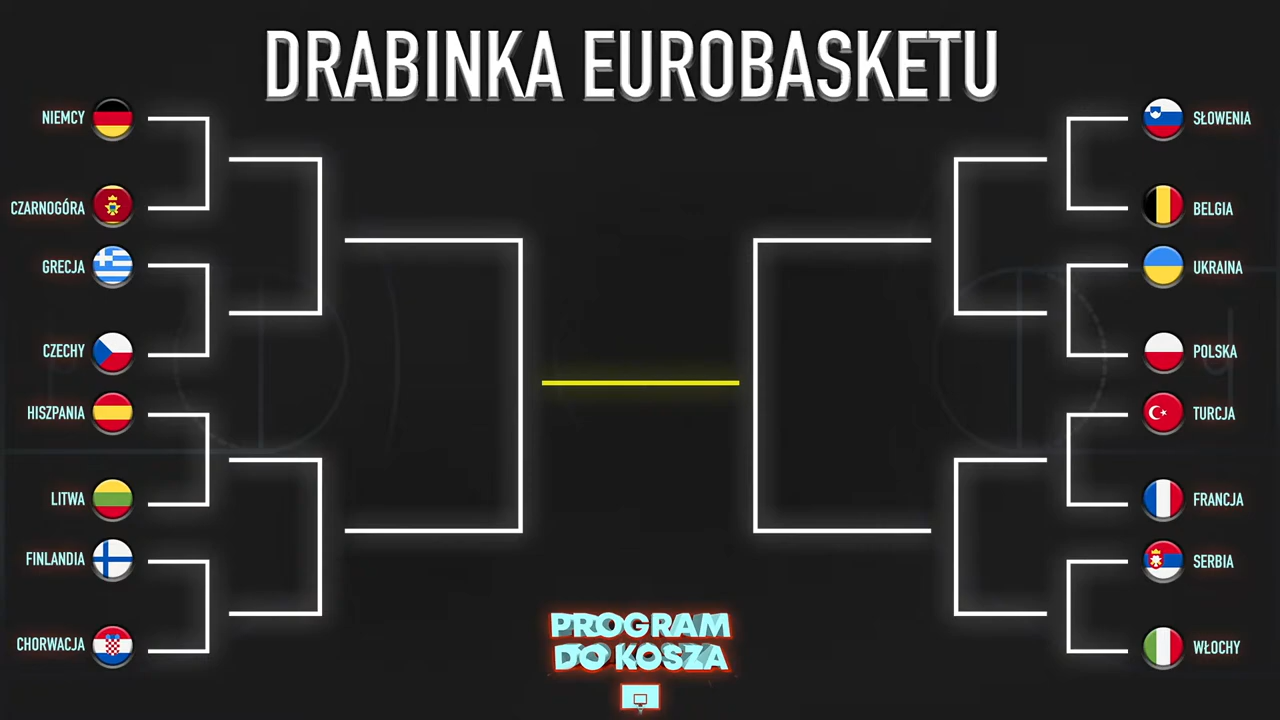 DRABINKA EUROBASKETU
NIEMCY
CZARNOGÓRA
GRECJA
CZECHY
HISZPANIA
LITWA
FINLANDIA
CHORWACJA
SŁOWENIA
BELGIA
UKRAINA
POLSKA
TURCJA
FRANCJA
SERBIA
WŁOCHY
PROGRAM
DO KOSZA